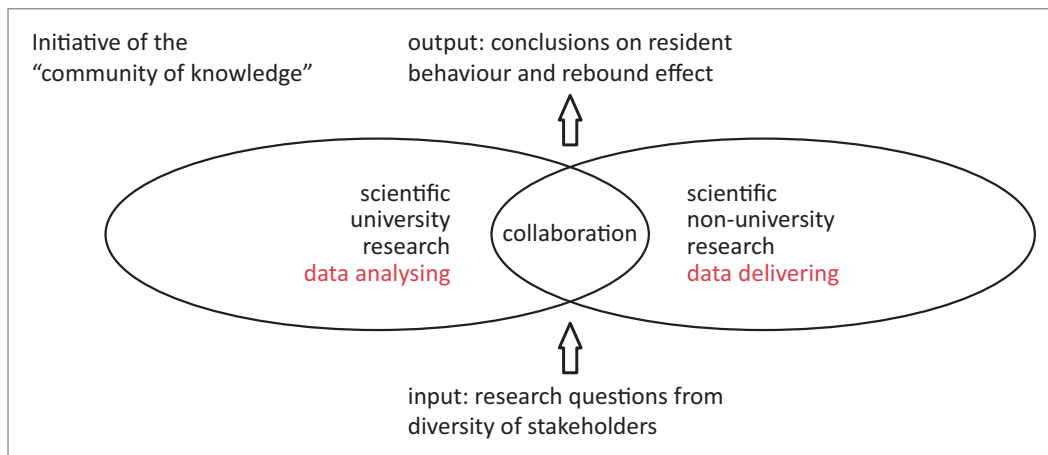 Initiative of the
“community of knowledge”
output: conclusions on resident
behaviour and rebound effect
scientific
university
research
data analysing
collaboration
scientific
non-university
research
data delivering
input: research questions from
diversity of stakeholders